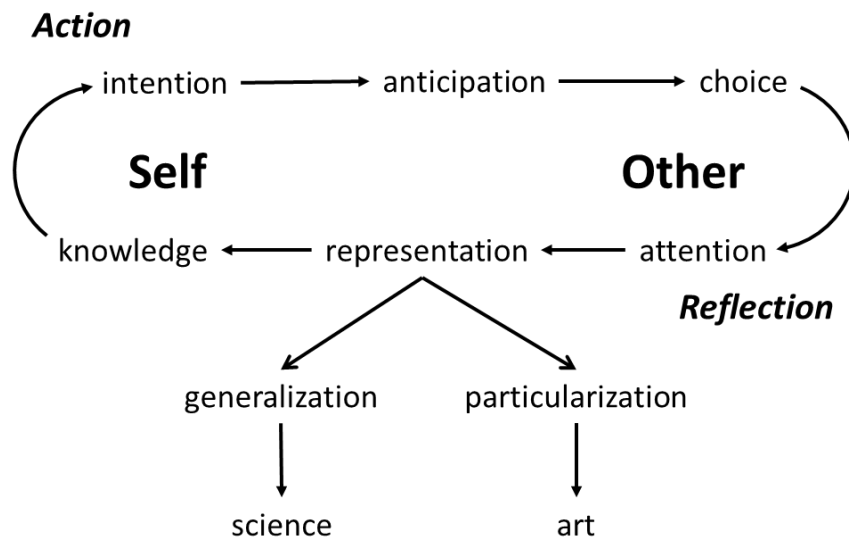 Action
intention anticipation choice
Self Other
knowledge representation attention
Reflection
generalization particularization
science art